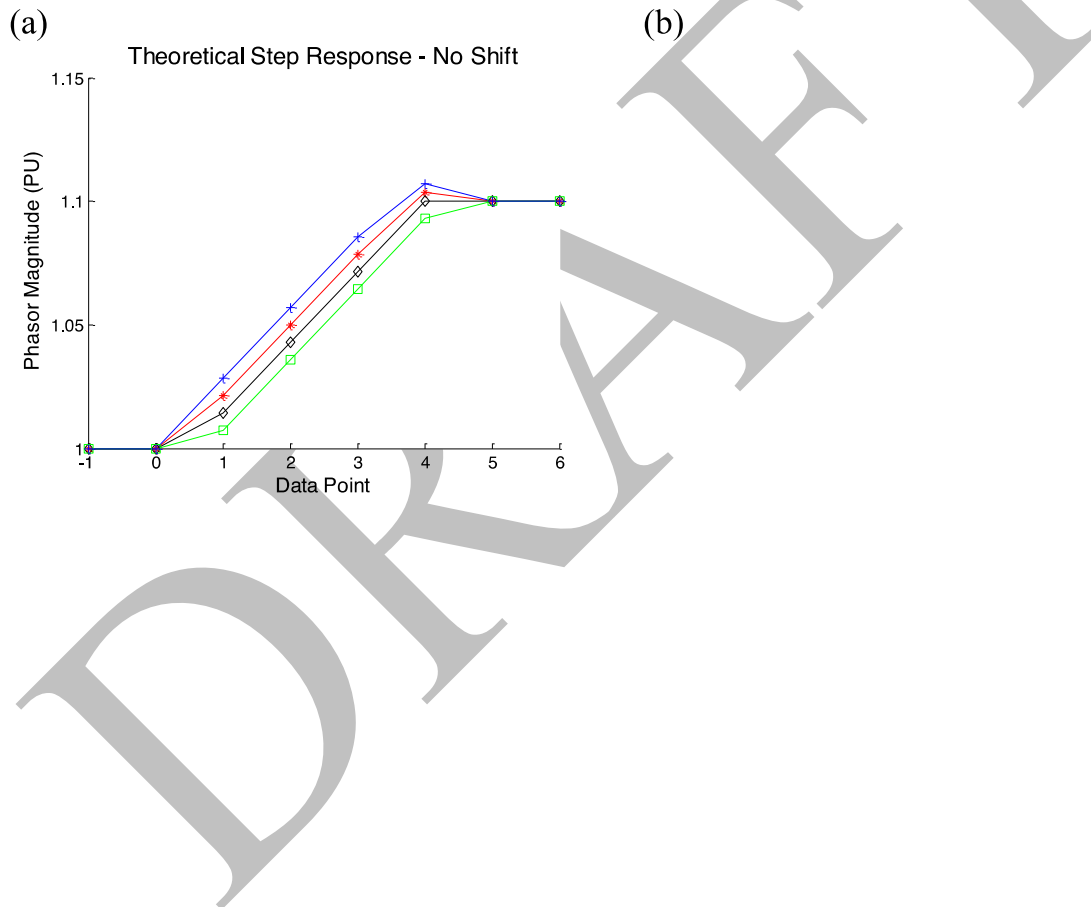 (a)
(b)
Theoretical Step Response - No Shift
1.15
1.1
1.05
1
Phasor Magnitude (PU)
-1 0 1 2 3 4 5 6
Data Point
DRAFT